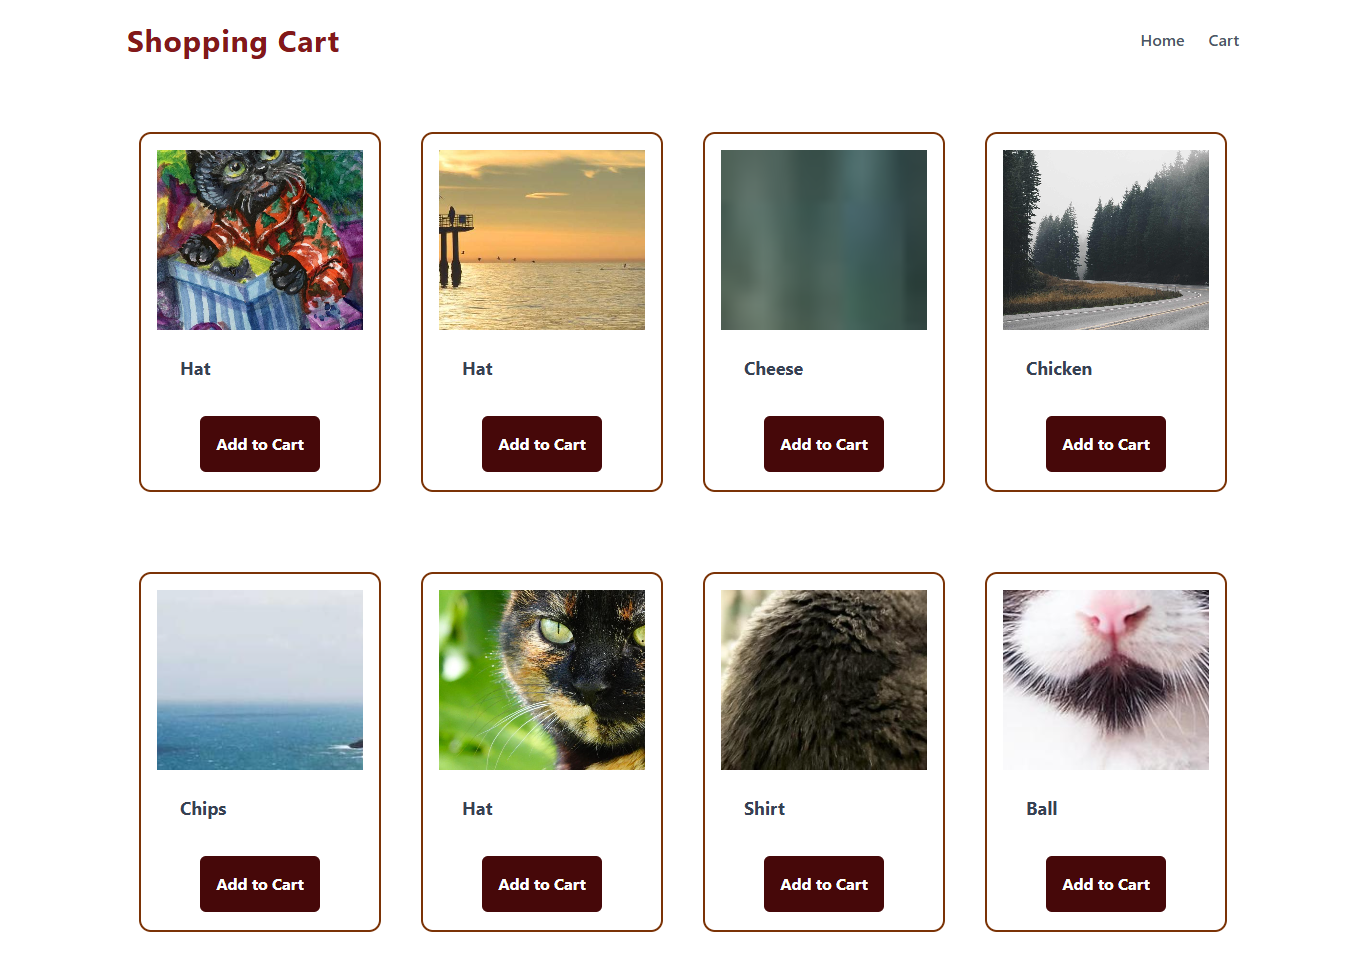 Shopping Cart
Home Cart
Hat
Hat
Cheese
Chicken
Add to Cart
Add to Cart
Add to Cart
Add to Cart
Chips
Hat
Shirt
Ball
Add to Cart
Add to Cart
Add to Cart
Add to Cart